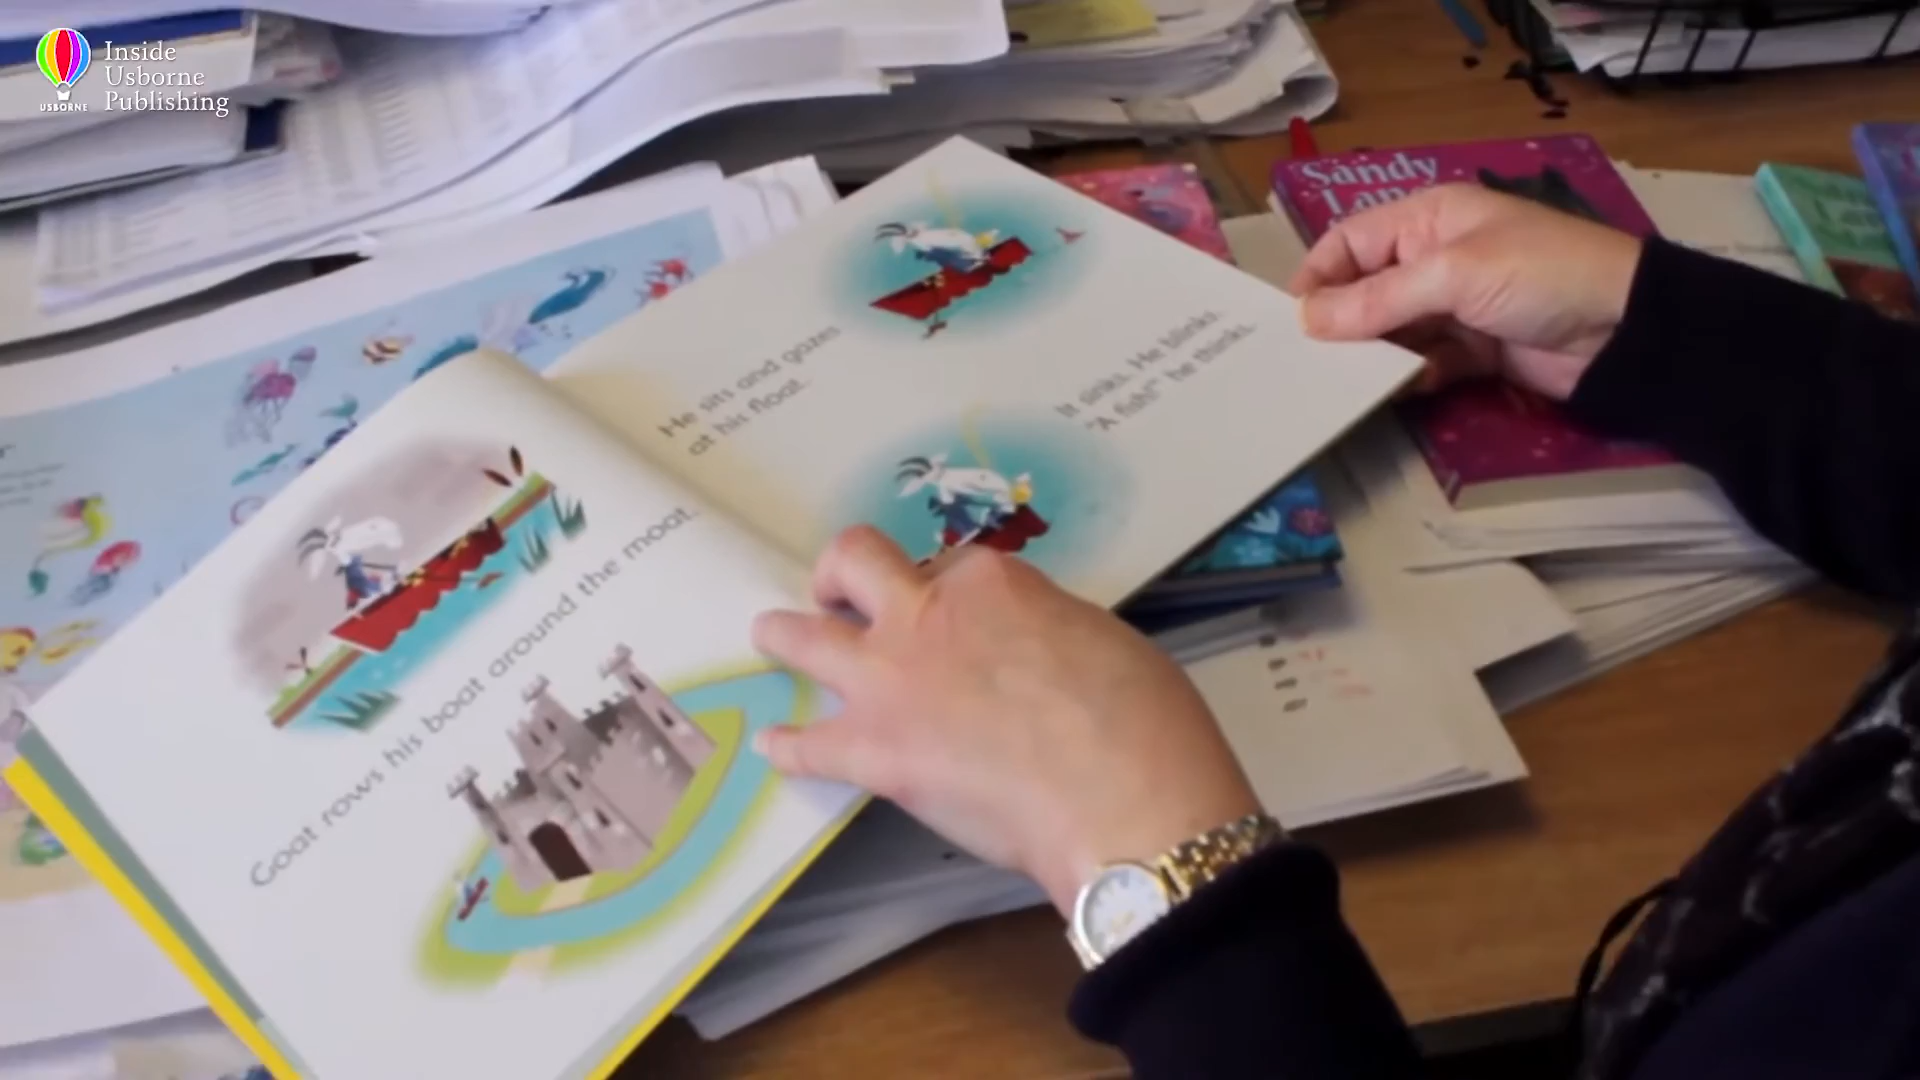 Inside
Usborne
Publishing
USBORNE
Goat rows his boat around the moat.
He sits and gazes
at his float.
It sinks. He blinks.
"A fish!" he thinks.
Sandy
Lane